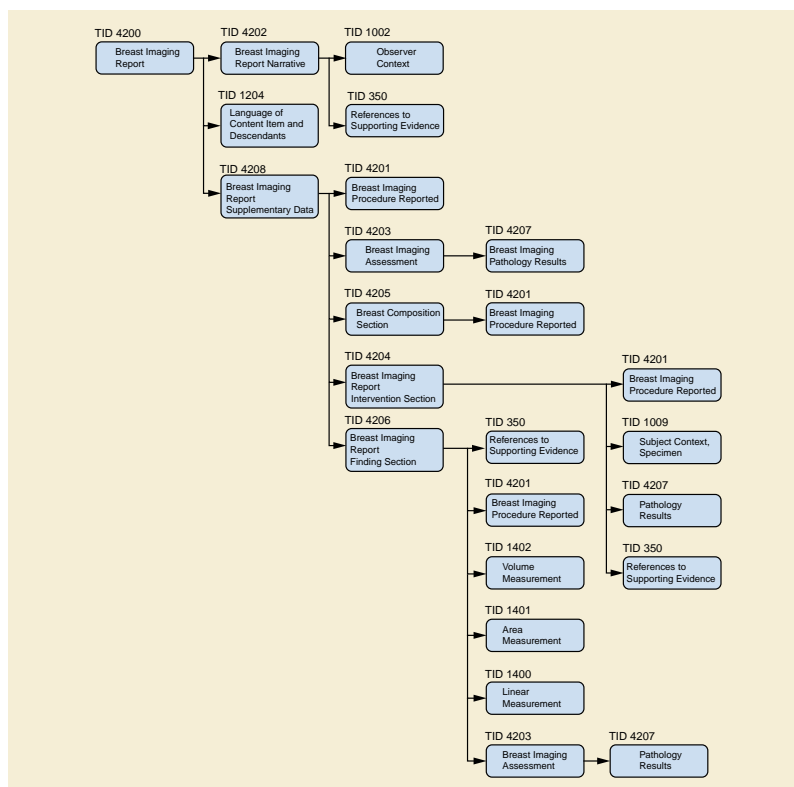 TID 4200
Breast Imaging
Report
TID 4202
Breast Imaging
Report Narrative
TID 1002
Observer
Context
TID 350
References to
Supporting Evidence
TID 1204
Language of
Content Item and
Descendants
TID 4208
Breast Imaging
Report
Supplementary Data
TID 4201
Breast Imaging
Procedure Reported
TID 4203
Breast Imaging
Assessment
TID 4207
Breast Imaging
Pathology Results
TID 4205
Breast Composition
Section
TID 4201
Breast Imaging
Procedure Reported
TID 4204
Breast Imaging
Report
Intervention Section
TID 4201
Breast Imaging
Procedure Reported
TID 1009
Subject Context,
Specimen
TID 4207
Pathology
Results
TID 350
References to
Supporting Evidence
TID 4206
Breast Imaging
Report
Finding Section
TID 350
References to
Supporting Evidence
TID 4201
Breast Imaging
Procedure Reported
TID 1402
Volume
Measurement
TID 1401
Area
Measurement
TID 1400
Linear
Measurement
TID 4203
Breast Imaging
Assessment
TID 4207
Pathology
Results